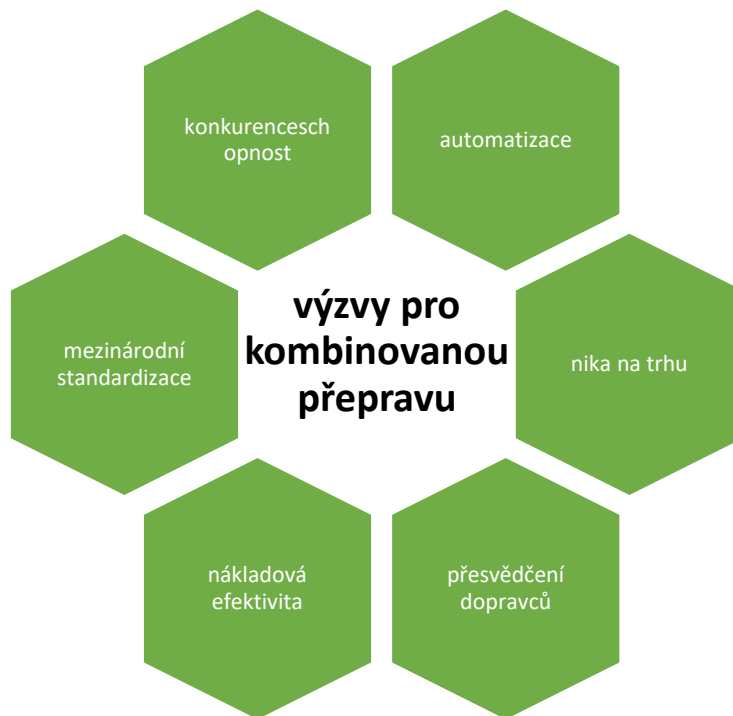 konkurencesch
opnost
automatizace
výzvy pro
kombinovanou
přepravu
mezinárodní
standardizace
nika na trhu
nákladová
efektivita
přesvědčení
dopravců